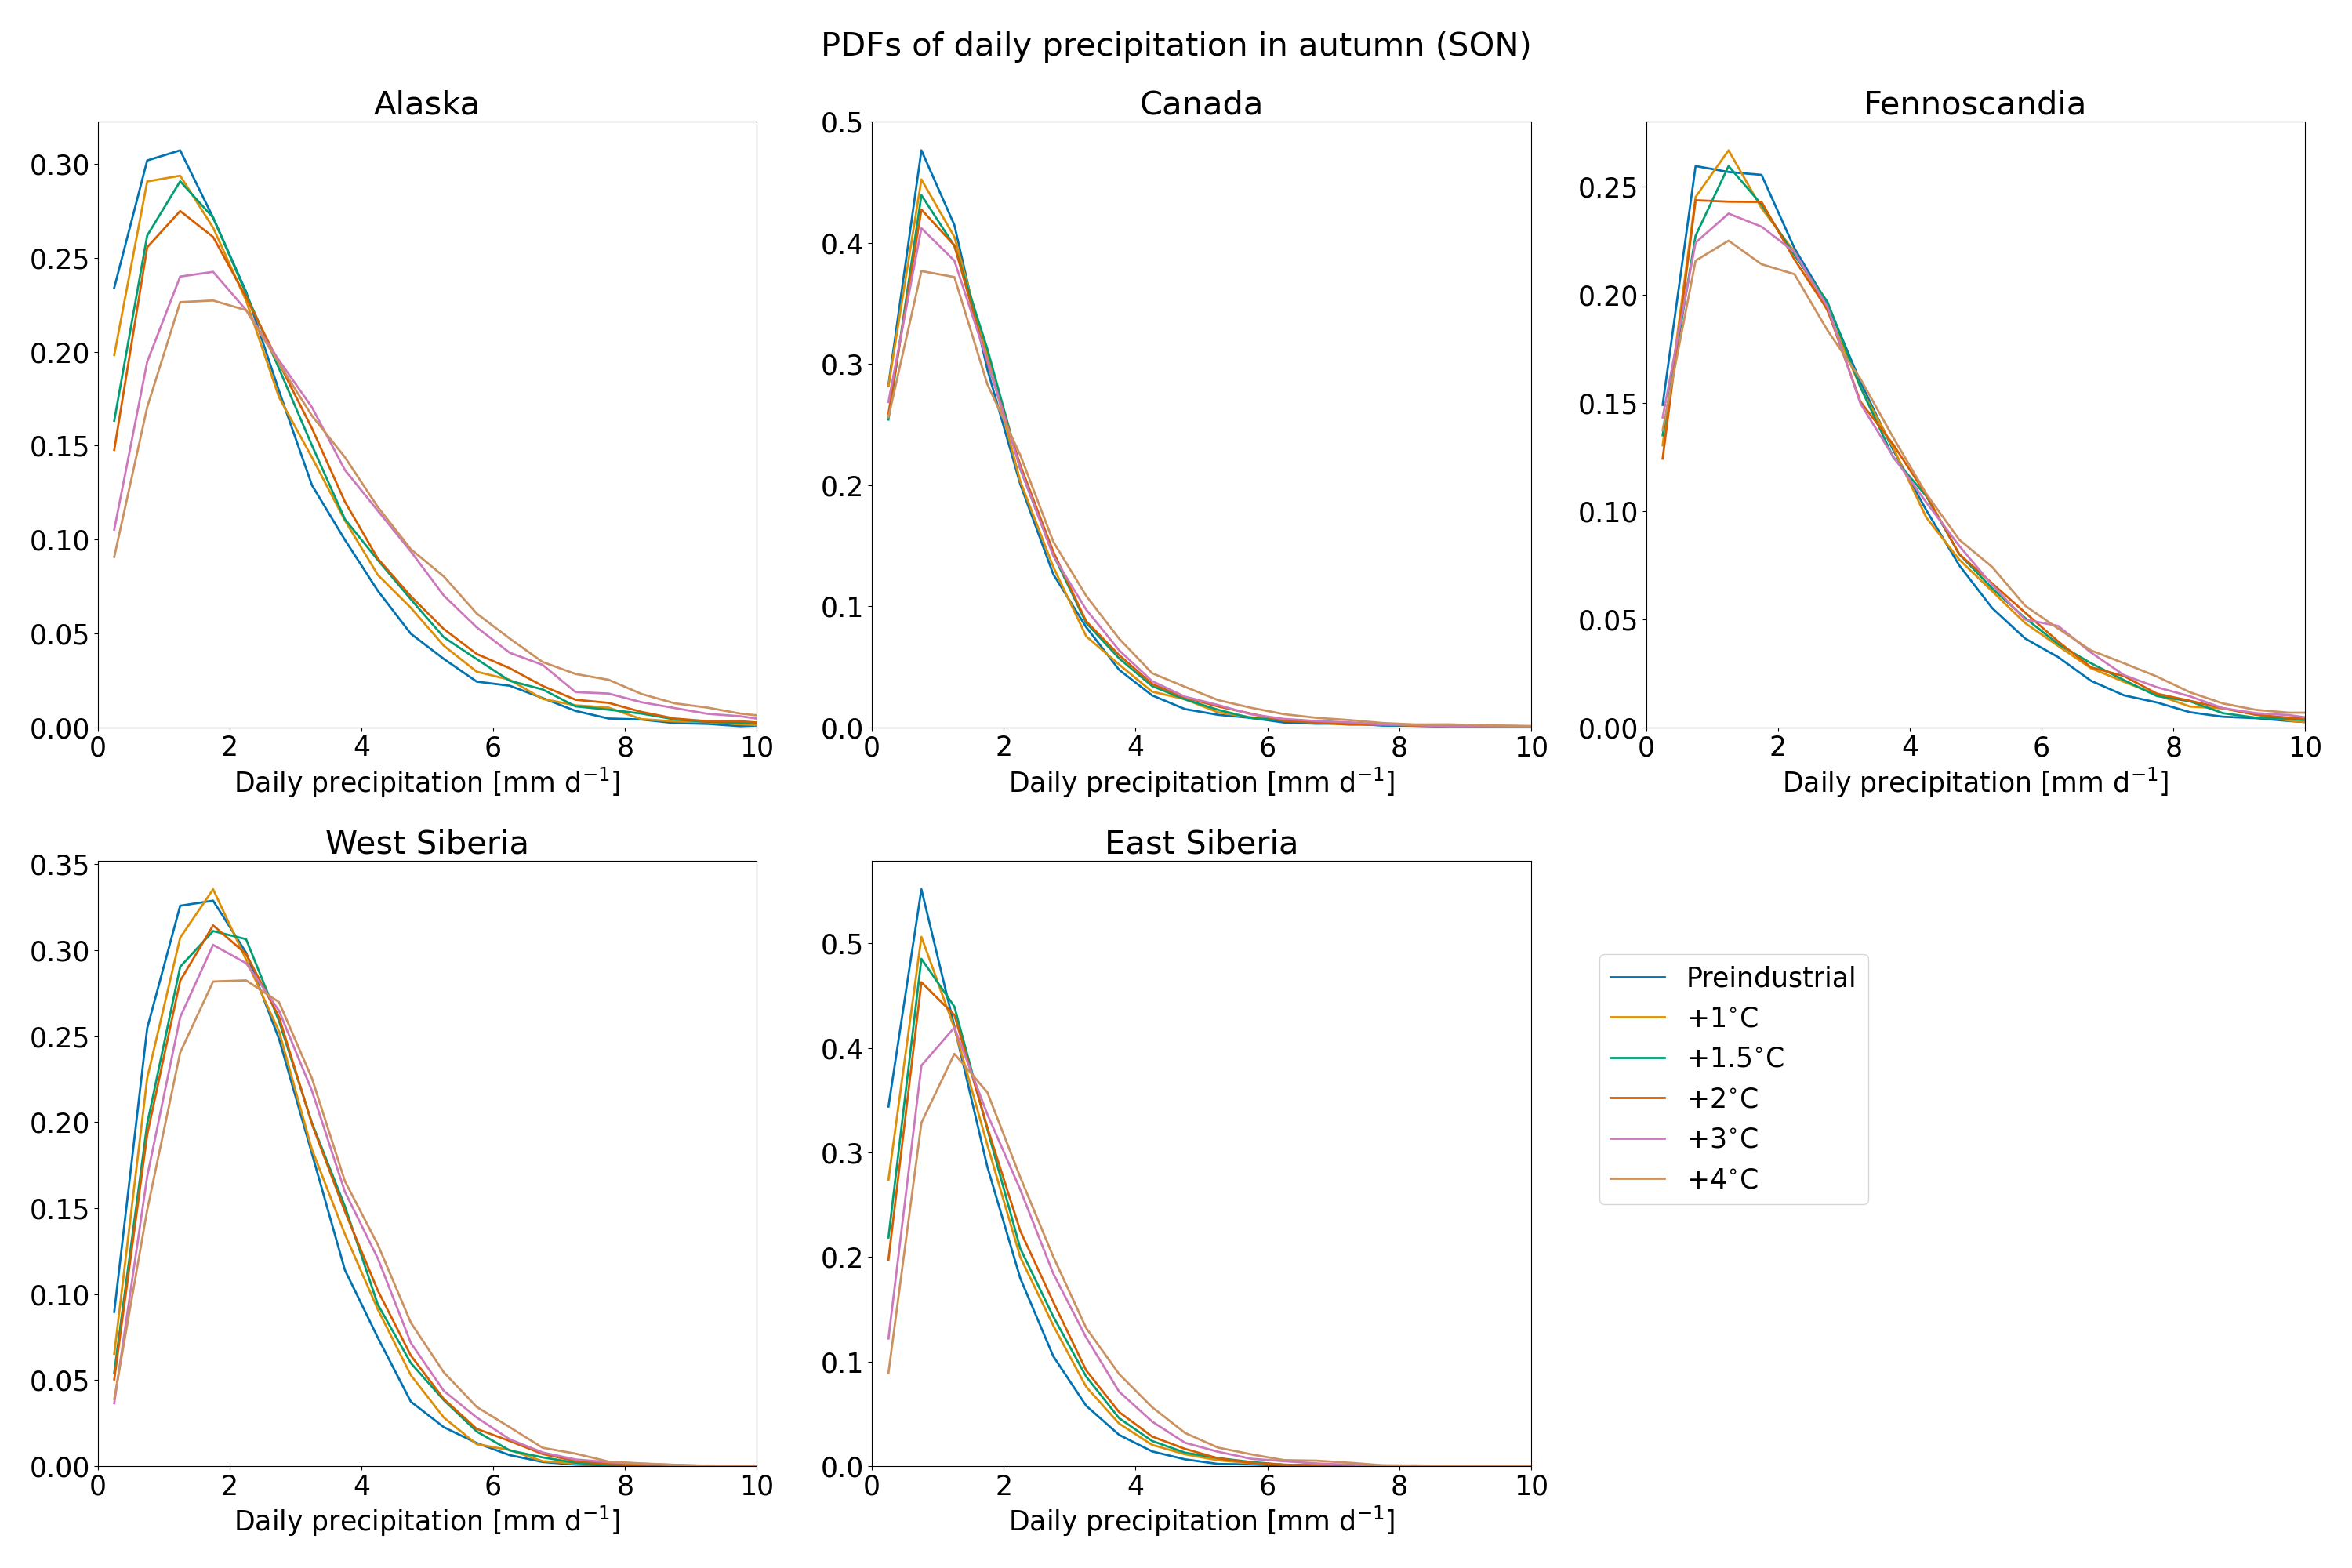 PDFs of daily precipitation in autumn (SON)
Alaska
0.30
0.25
0.20
0.15
0.10
0.05
0.00
0 2 4 6 8 10
Daily precipitation [mm d⁻¹]
Canada
0.5
0.4
0.3
0.2
0.1
0.0
0 2 4 6 8 10
Daily precipitation [mm d⁻¹]
Fennoscandia
0.25
0.20
0.15
0.10
0.05
0.00
0 2 4 6 8 10
Daily precipitation [mm d⁻¹]
West Siberia
0.35
0.30
0.25
0.20
0.15
0.10
0.05
0.00
0 2 4 6 8 10
Daily precipitation [mm d⁻¹]
East Siberia
0.5
0.4
0.3
0.2
0.1
0.0
0 2 4 6 8 10
Daily precipitation [mm d⁻¹]
Preindustrial
+1°C
+1.5°C
+2°C
+3°C
+4°C